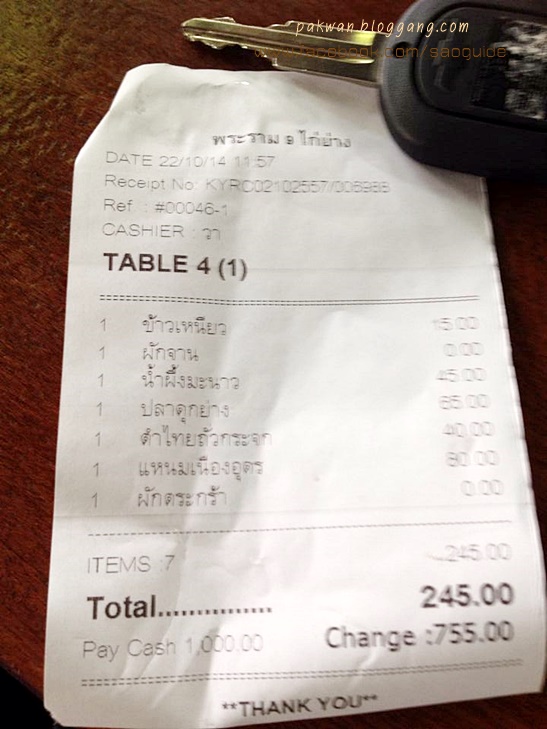 pakwan.bloggang.com
www.facebook.com/saoguide
พระราม ๑ ไก่ย่าง
DATE 22/10/14 11:57
Receipt No: KYRC02102557/006988
Ref. : #00046-1
CASHIER : วา
TABLE 4 (1)
1 ข้าวเหนียว 15.00
1 ผักจาน 0.00
1 น้ำผึ้งมะนาว 45.00
1 ปลาดุกย่าง 65.00
1 ตำไทยถั่วกระจก 40.00
1 แหนมเนืองอุดร 80.00
1 ผักตระกร้า 0.00
ITEMS :7 245.00
Total............... 245.00
Pay Cash 1,000.00 Change :755.00
**THANK YOU**